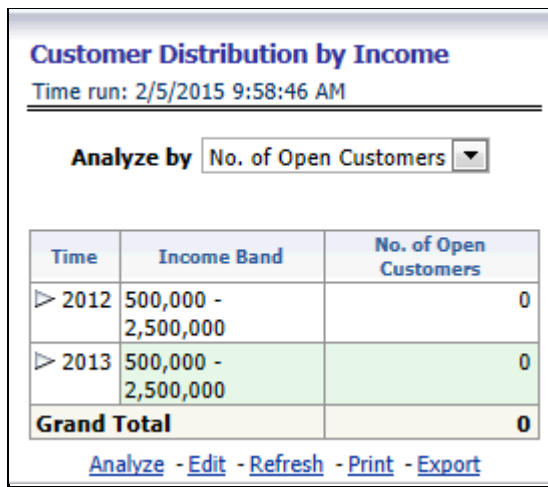 Customer Distribution by Income
Time run: 2/5/2015 9:58:46 AM
Analyze by No. of Open Customers
Time Income Band No. of Open Customers
2012 500,000 - 2,500,000 0
2013 500,000 - 2,500,000 0
Grand Total 0
Analyze - Edit - Refresh - Print - Export